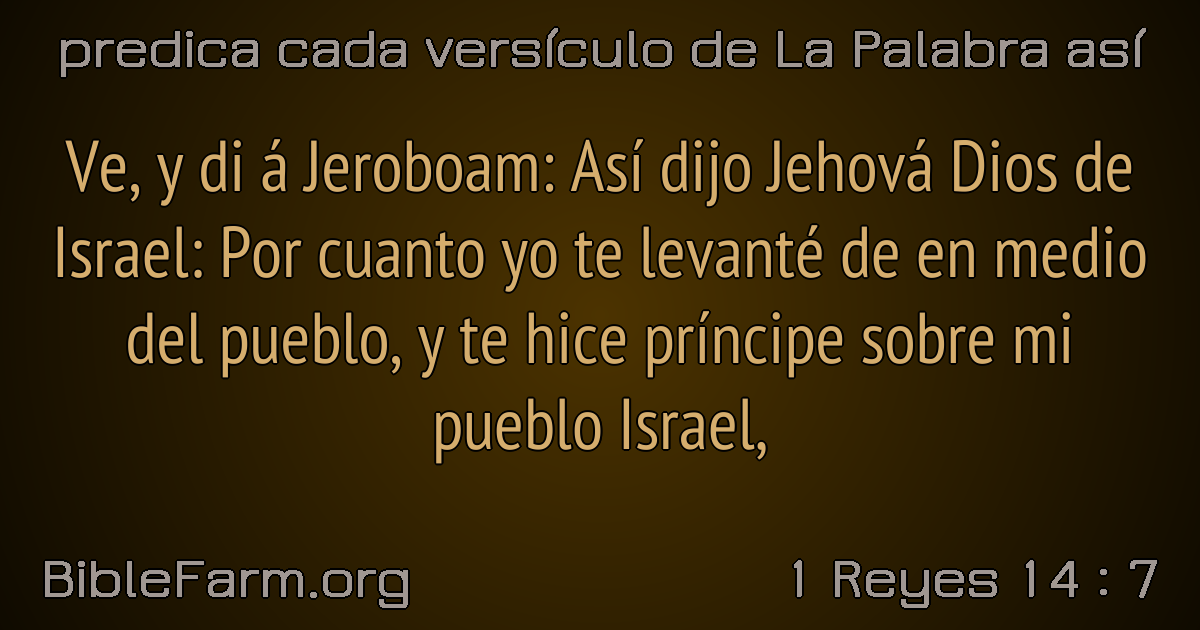 predica cada versículo de La Palabra así
Ve, y di á Jeroboam: Así dijo Jehová Dios de
Israel: Por cuanto yo te levanté de en medio
del pueblo, y te hice príncipe sobre mi
pueblo Israel,
BibleFarm.org
1 Reyes 14 : 7